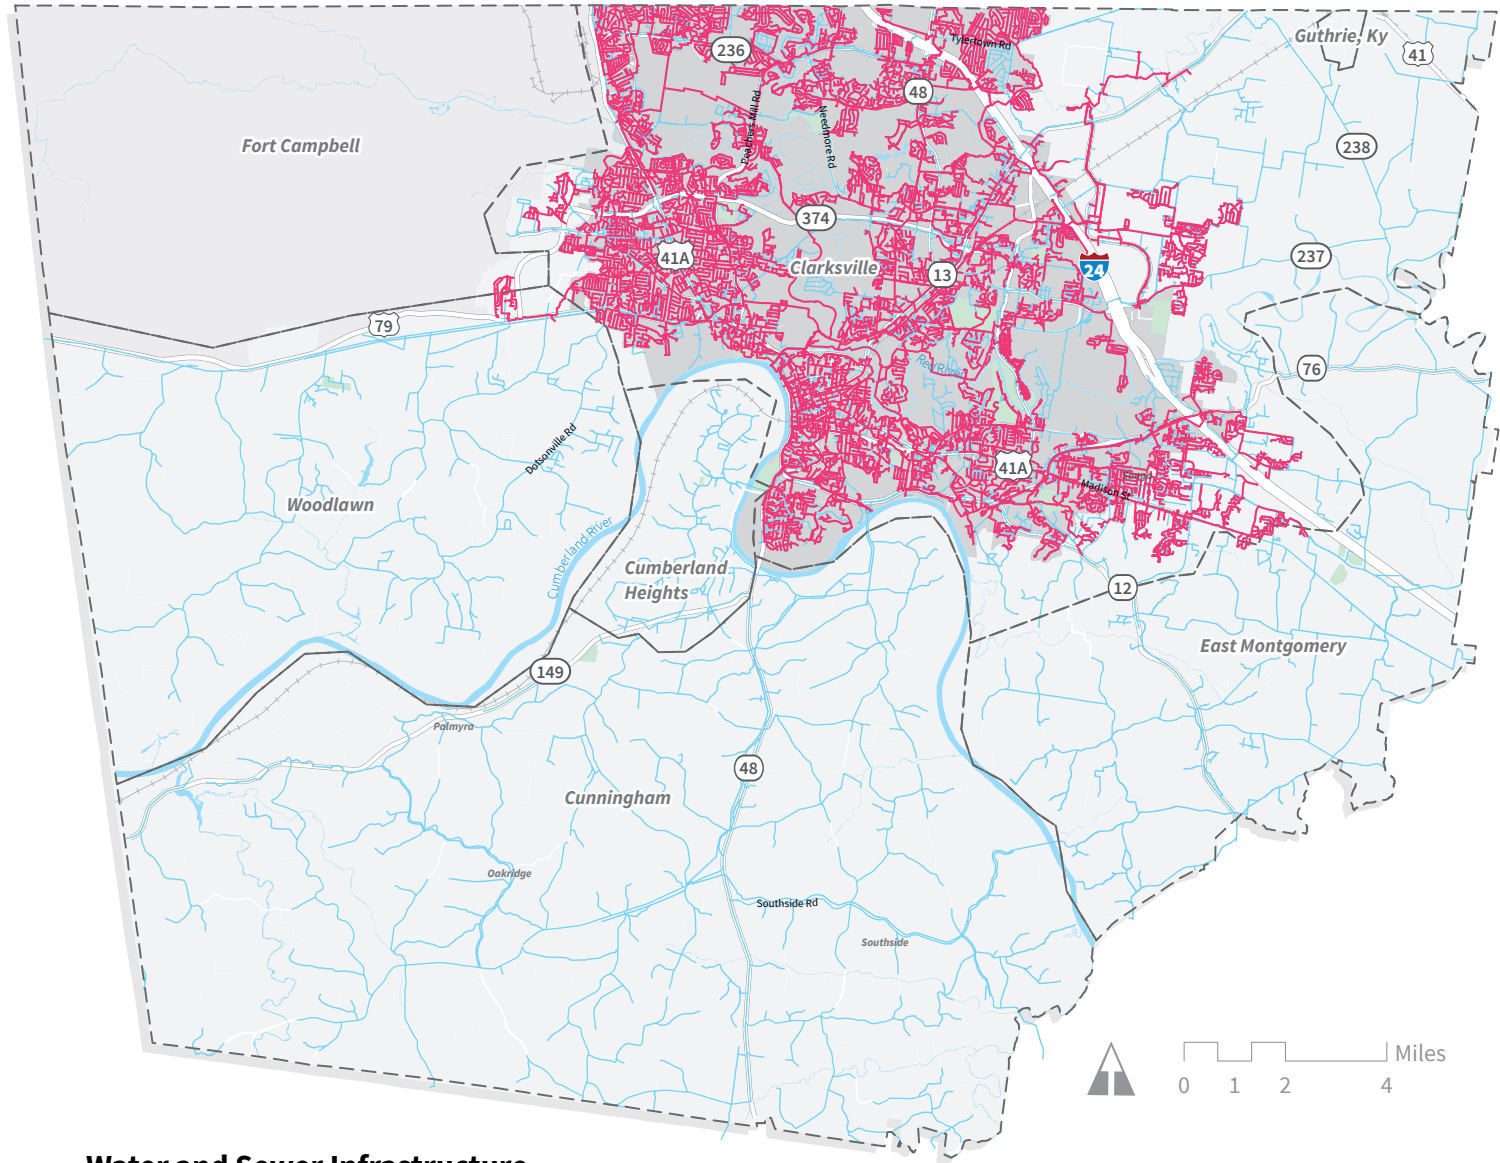 Guthrie, Ky
Tylertown Rd
236
41
48
Peachers Mill Rd
Needmore Rd
Fort Campbell
238
374
41A
Clarksville
13
24
237
79
Red River
76
Dotsonville Rd
41A
Madison St
Woodlawn
Cumberland River
Cumberland
Heights
12
East Montgomery
149
Palmyra
48
Cunningham
Oakridge
Southside Rd
Southside
Miles
0 1 2 4
Water and Sewer Infrastructure